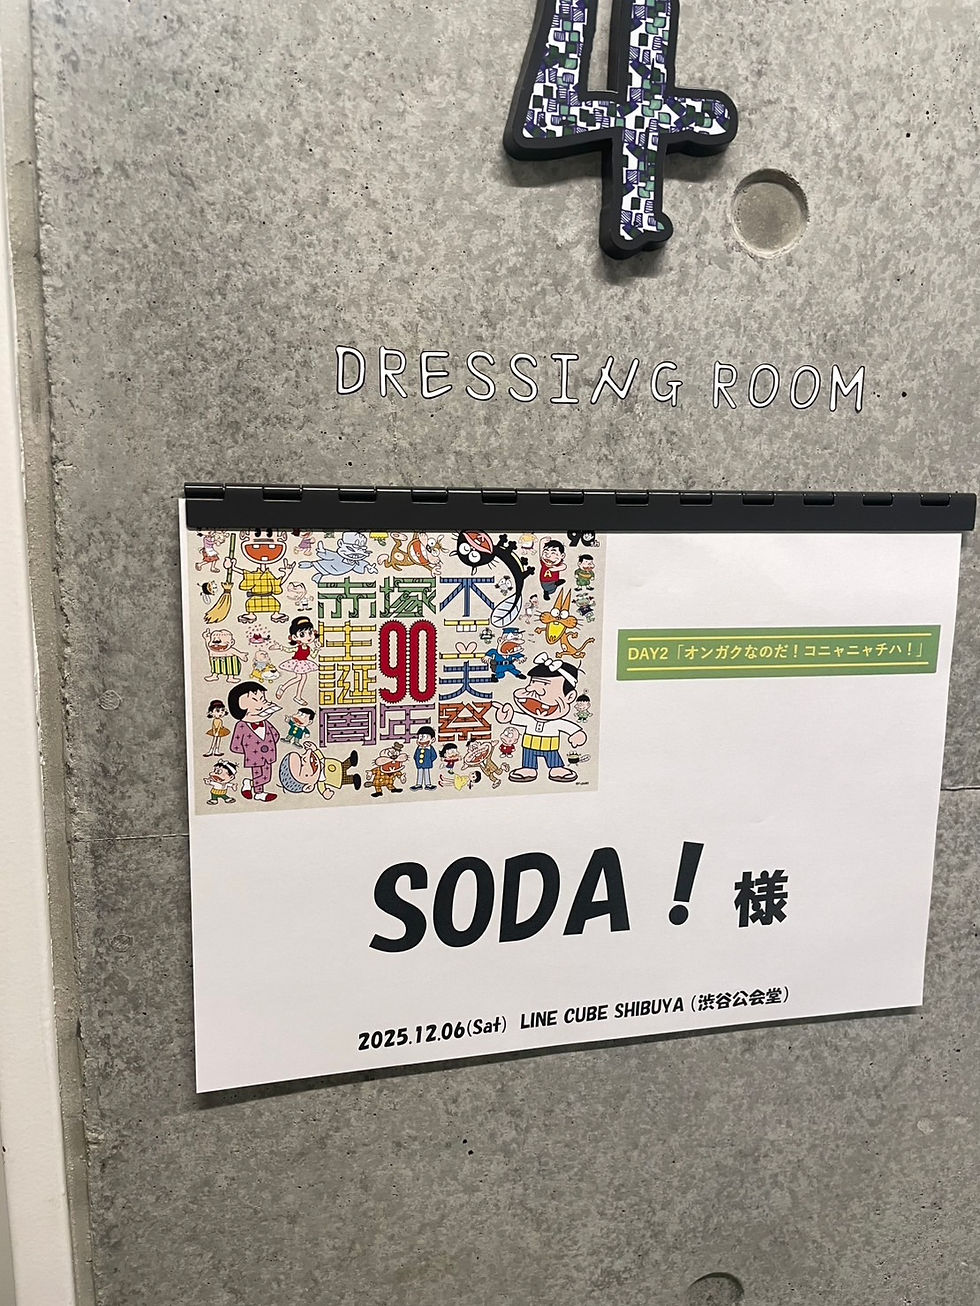 4
DRESSING ROOM
赤塚不二夫
生誕90周年祭
DAY2「オンガクなのだ！コニャニャチハ！」
SODA！様
2025.12.06(Sat) LINE CUBE SHIBUYA（渋谷公会堂）